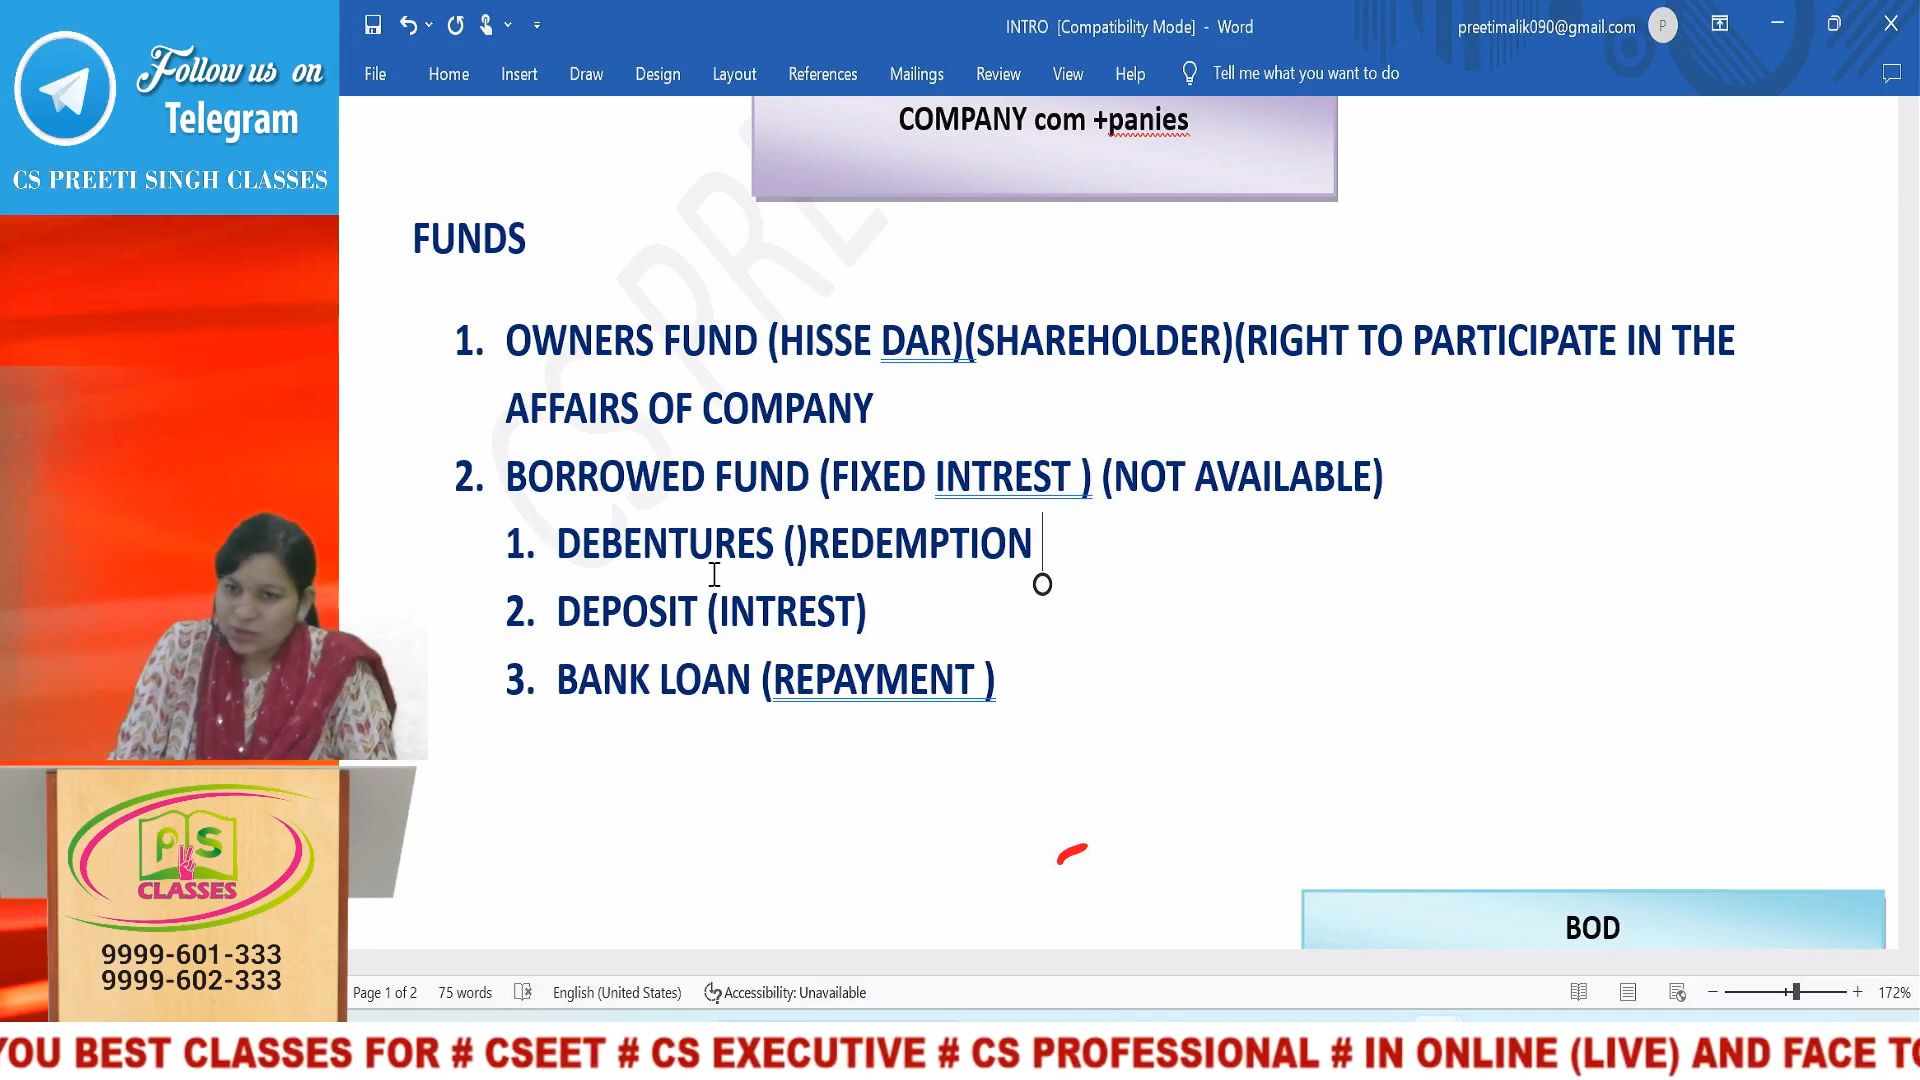 Follow us on
Telegram
CS PREETI SINGH CLASSES
INTRO [Compatibility Mode] - Word
preetimalik090@gmail.com
P
File Home Insert Draw Design Layout References Mailings Review View Help Tell me what you want to do
COMPANY com +panies
FUNDS
1. OWNERS FUND (HISSE DAR)(SHAREHOLDER)(RIGHT TO PARTICIPATE IN THE
AFFAIRS OF COMPANY
2. BORROWED FUND (FIXED INTREST ) (NOT AVAILABLE)
1. DEBENTURES ()REDEMPTION
2. DEPOSIT (INTREST)
3. BANK LOAN (REPAYMENT )
CS PRE
BOD
PS
CLASSES
9999-601-333
9999-602-333
Page 1 of 2 75 words English (United States) Accessibility: Unavailable 172%
YOU BEST CLASSES FOR # CSEET # CS EXECUTIVE # CS PROFESSIONAL # IN ONLINE (LIVE) AND FACE TO